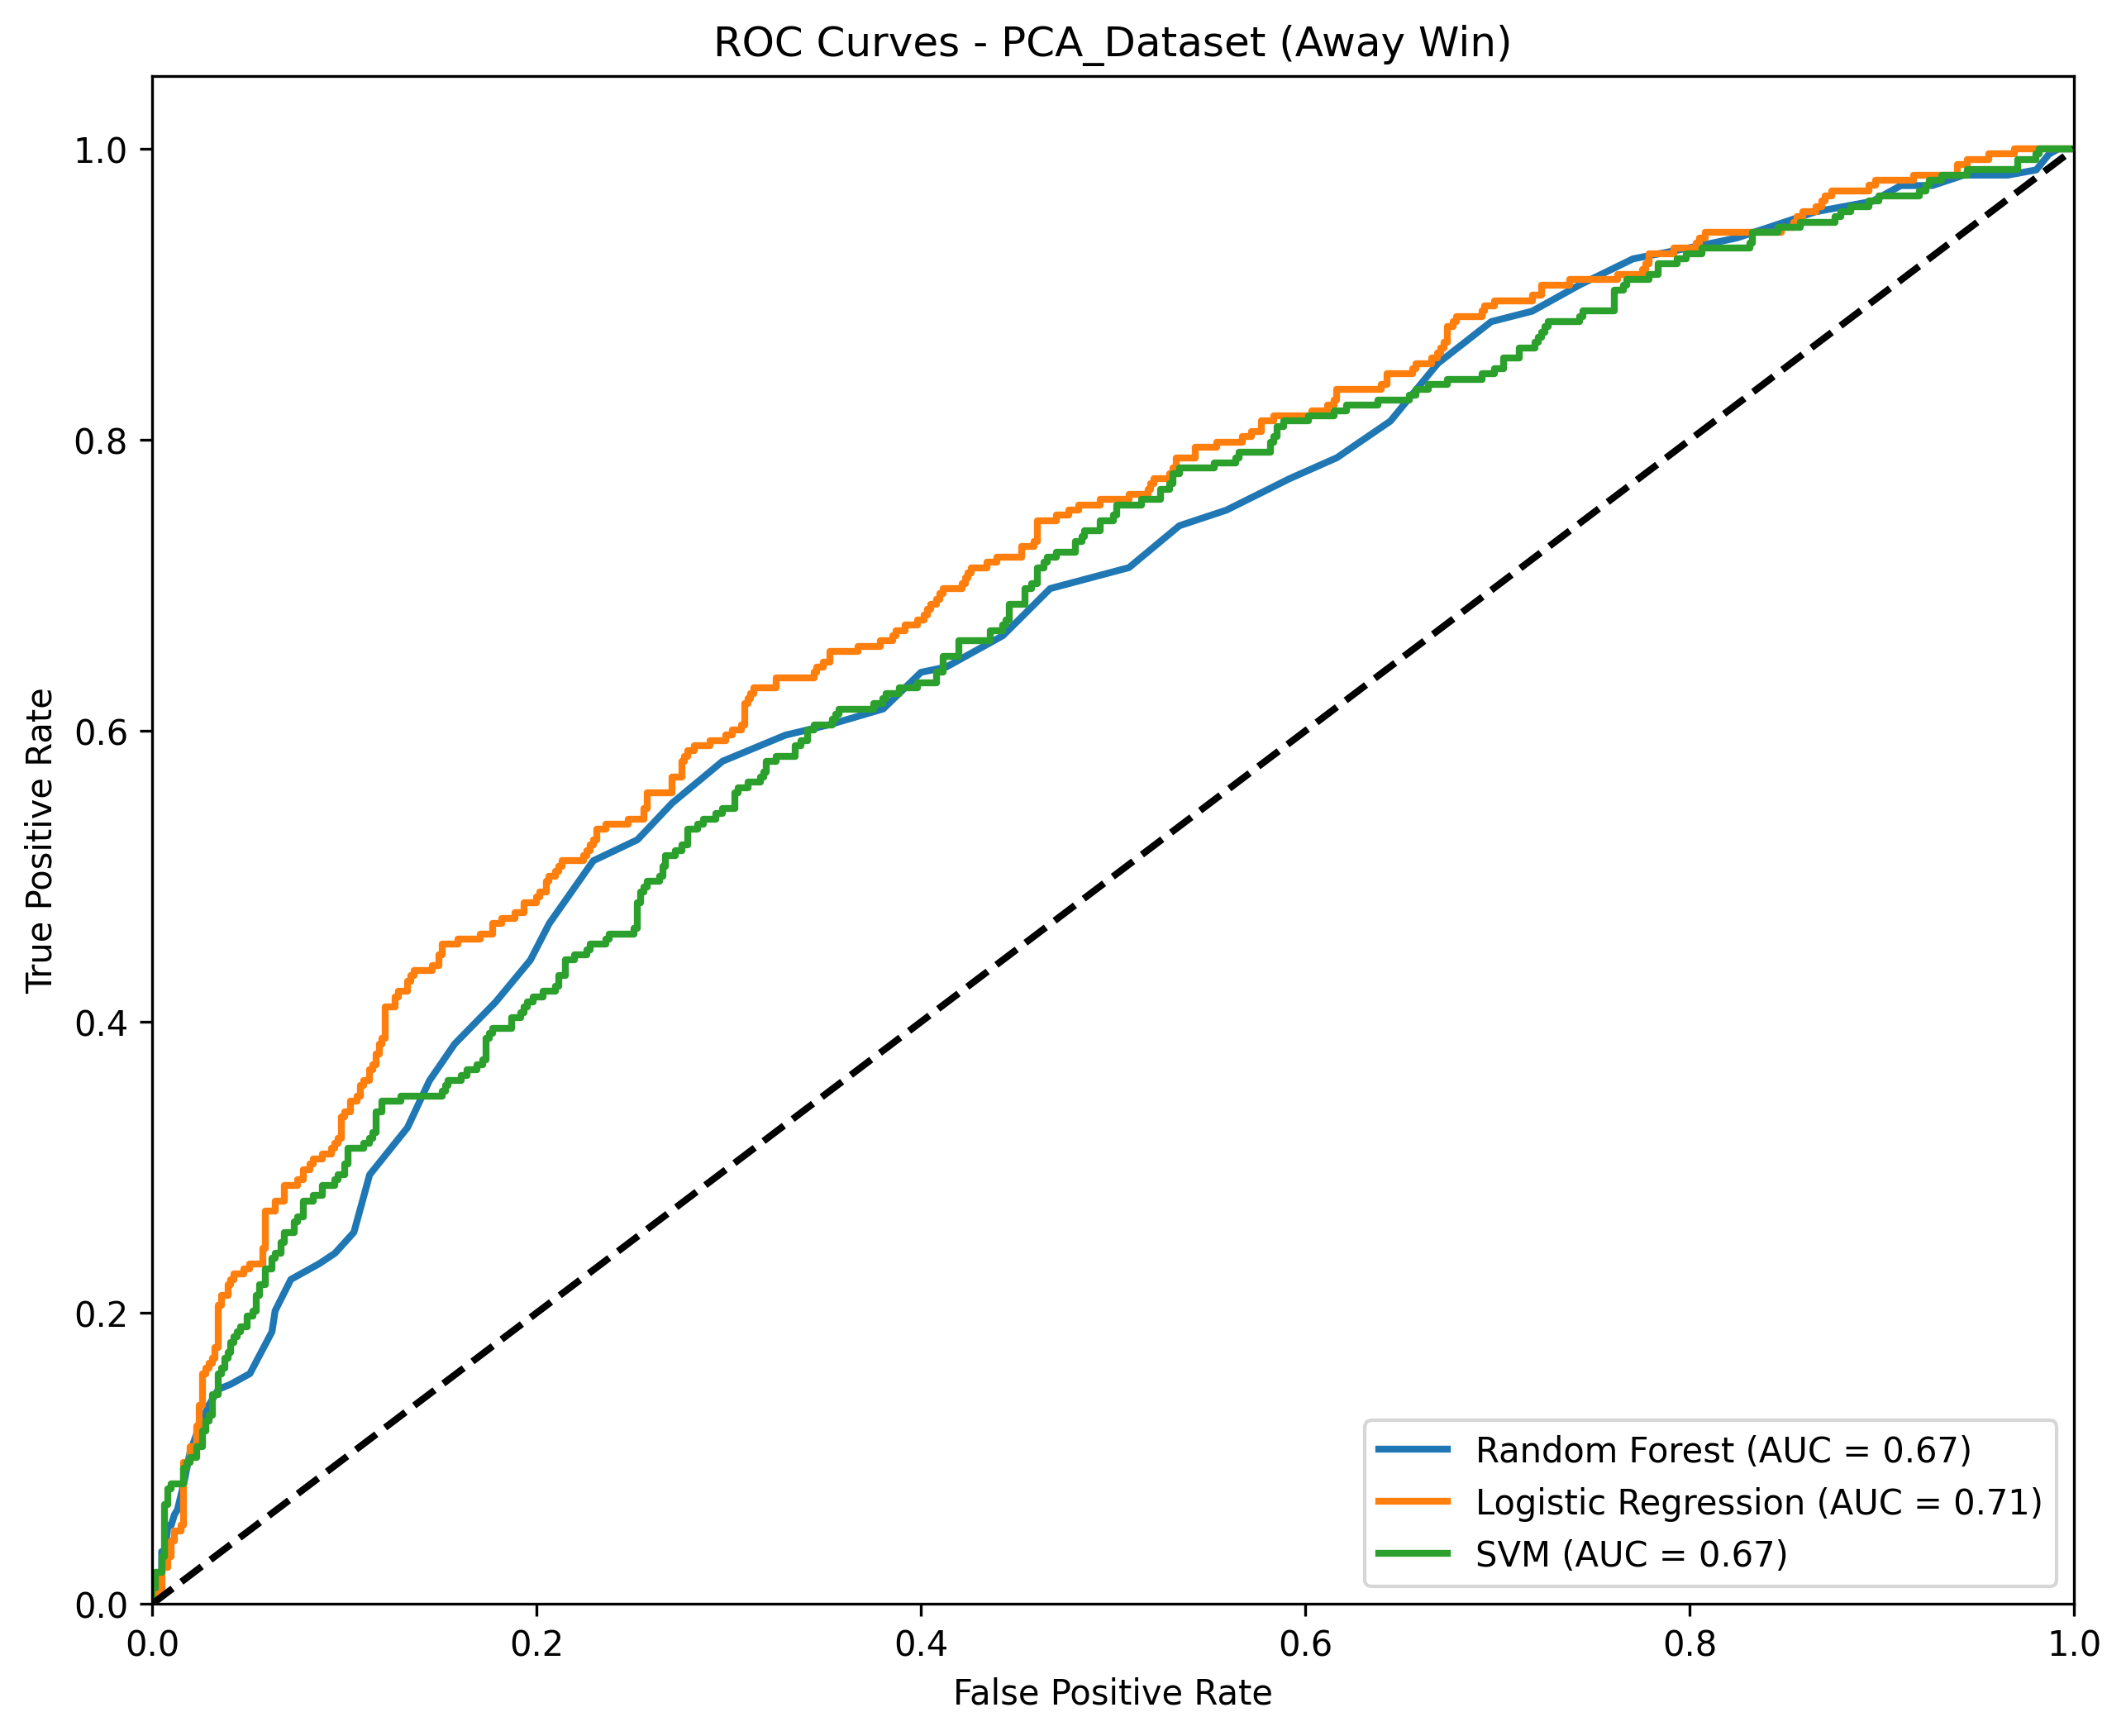 ROC Curves - PCA_Dataset (Away Win)
True Positive Rate
1.0
0.8
0.6
0.4
0.2
0.0
0.0 0.2 0.4 0.6 0.8 1.0
False Positive Rate
Random Forest (AUC = 0.67)
Logistic Regression (AUC = 0.71)
SVM (AUC = 0.67)